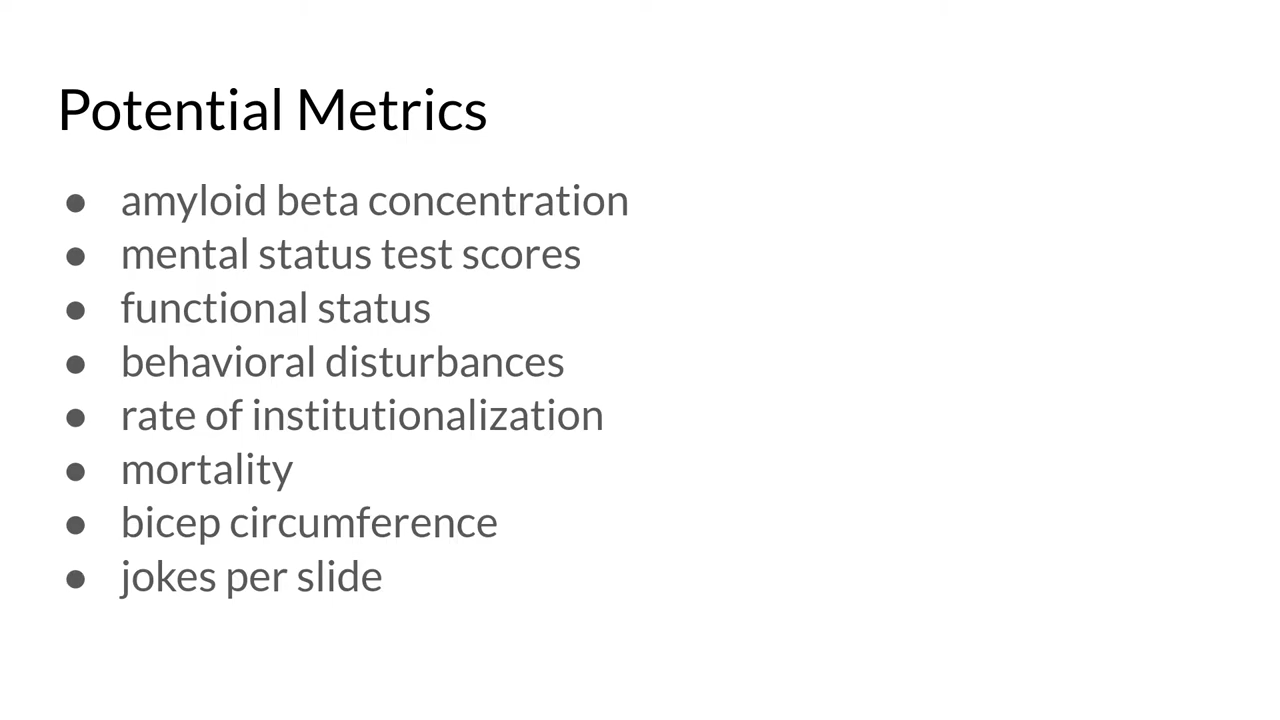 Potential Metrics
● amyloid beta concentration
● mental status test scores
● functional status
● behavioral disturbances
● rate of institutionalization
● mortality
● bicep circumference
● jokes per slide